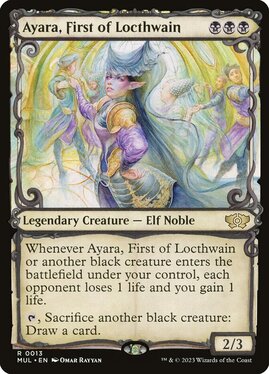 Ayara, First of Locthwain
Legendary Creature — Elf Noble
Whenever Ayara, First of Locthwain
or another black creature enters the
battlefield under your control, each
opponent loses 1 life and you gain 1
life.
, Sacrifice another black creature:
Draw a card.
2/3
R 0013
MUL • EN OMAR RAYYAN
™ & © 2023 Wizards of the Coast